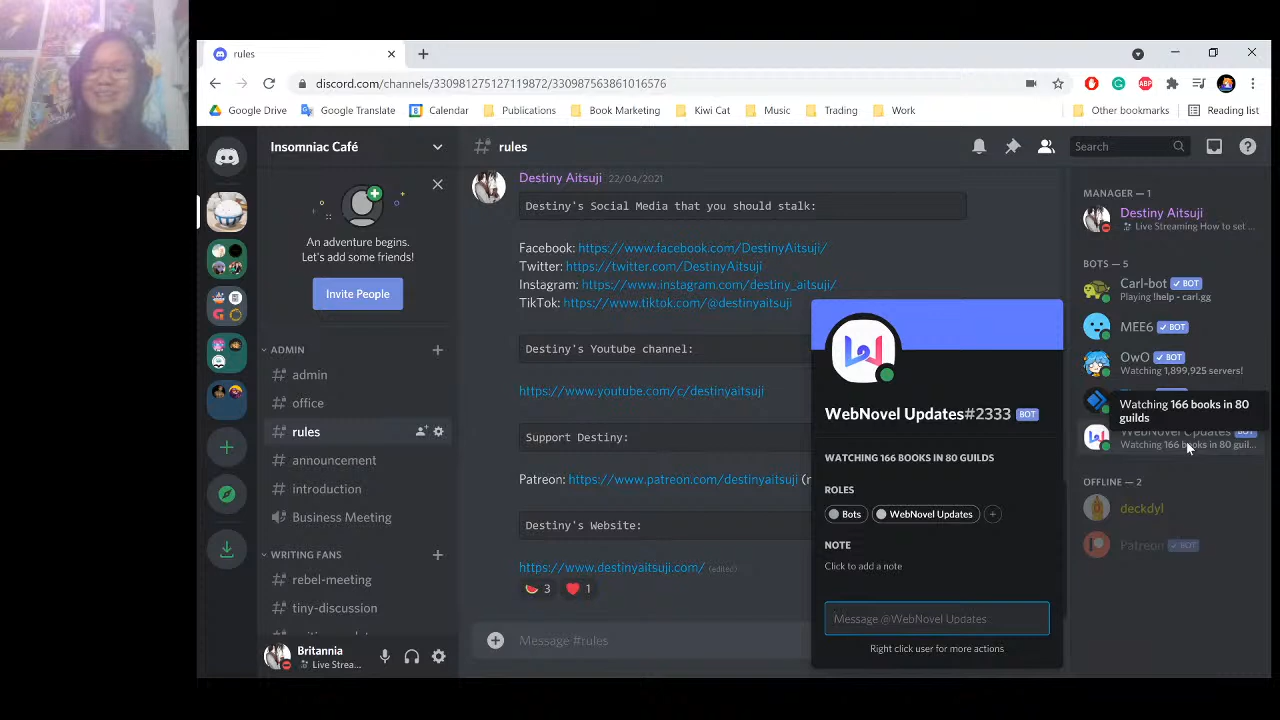 rules
discord.com/channels/330981275127119872/330987563861016576
Google Drive
Google Translate
Calendar
Publications
Book Marketing
Kiwi Cat
Music
Trading
Work
Other bookmarks
Reading list
Insomniac Café
An adventure begins.
Let's add some friends!
Invite People
ADMIN
admin
office
rules
announcement
introduction
Business Meeting
WRITING FANS
rebel-meeting
tiny-discussion
Britannia
Live Strea...
rules
Search
Destiny Aitsuji 22/04/2021
Destiny's Social Media that you should stalk:
Facebook: https://www.facebook.com/DestinyAitsuji/
Twitter: https://twitter.com/DestinyAitsuji
Instagram: https://www.instagram.com/destiny_aitsuji/
TikTok: https://www.tiktok.com/@destinyaitsuji
Destiny's Youtube channel:
https://www.youtube.com/c/destinyaitsuji
Support Destiny:
Patreon: https://www.patreon.com/destinyaitsuji (n
Destiny's Website:
https://www.destinyaitsuji.com/ (edited)
3 1
Message #rules
WebNovel Updates#2333 BOT
WATCHING 166 BOOKS IN 80 GUILDS
ROLES
Bots WebNovel Updates
NOTE
Click to add a note
Message @WebNovel Updates
Right click user for more actions
MANAGER — 1
Destiny Aitsuji
Live Streaming How to set ...
BOTS — 5
Carl-bot BOT
Playing !help - carl.gg
MEE6 BOT
OwO BOT
Watching 1,899,925 servers!
Watching 166 books in 80
guilds
WebNovel Updates BOT
Watching 166 books in 80 guil...
OFFLINE — 2
deckdyl
Patreon BOT